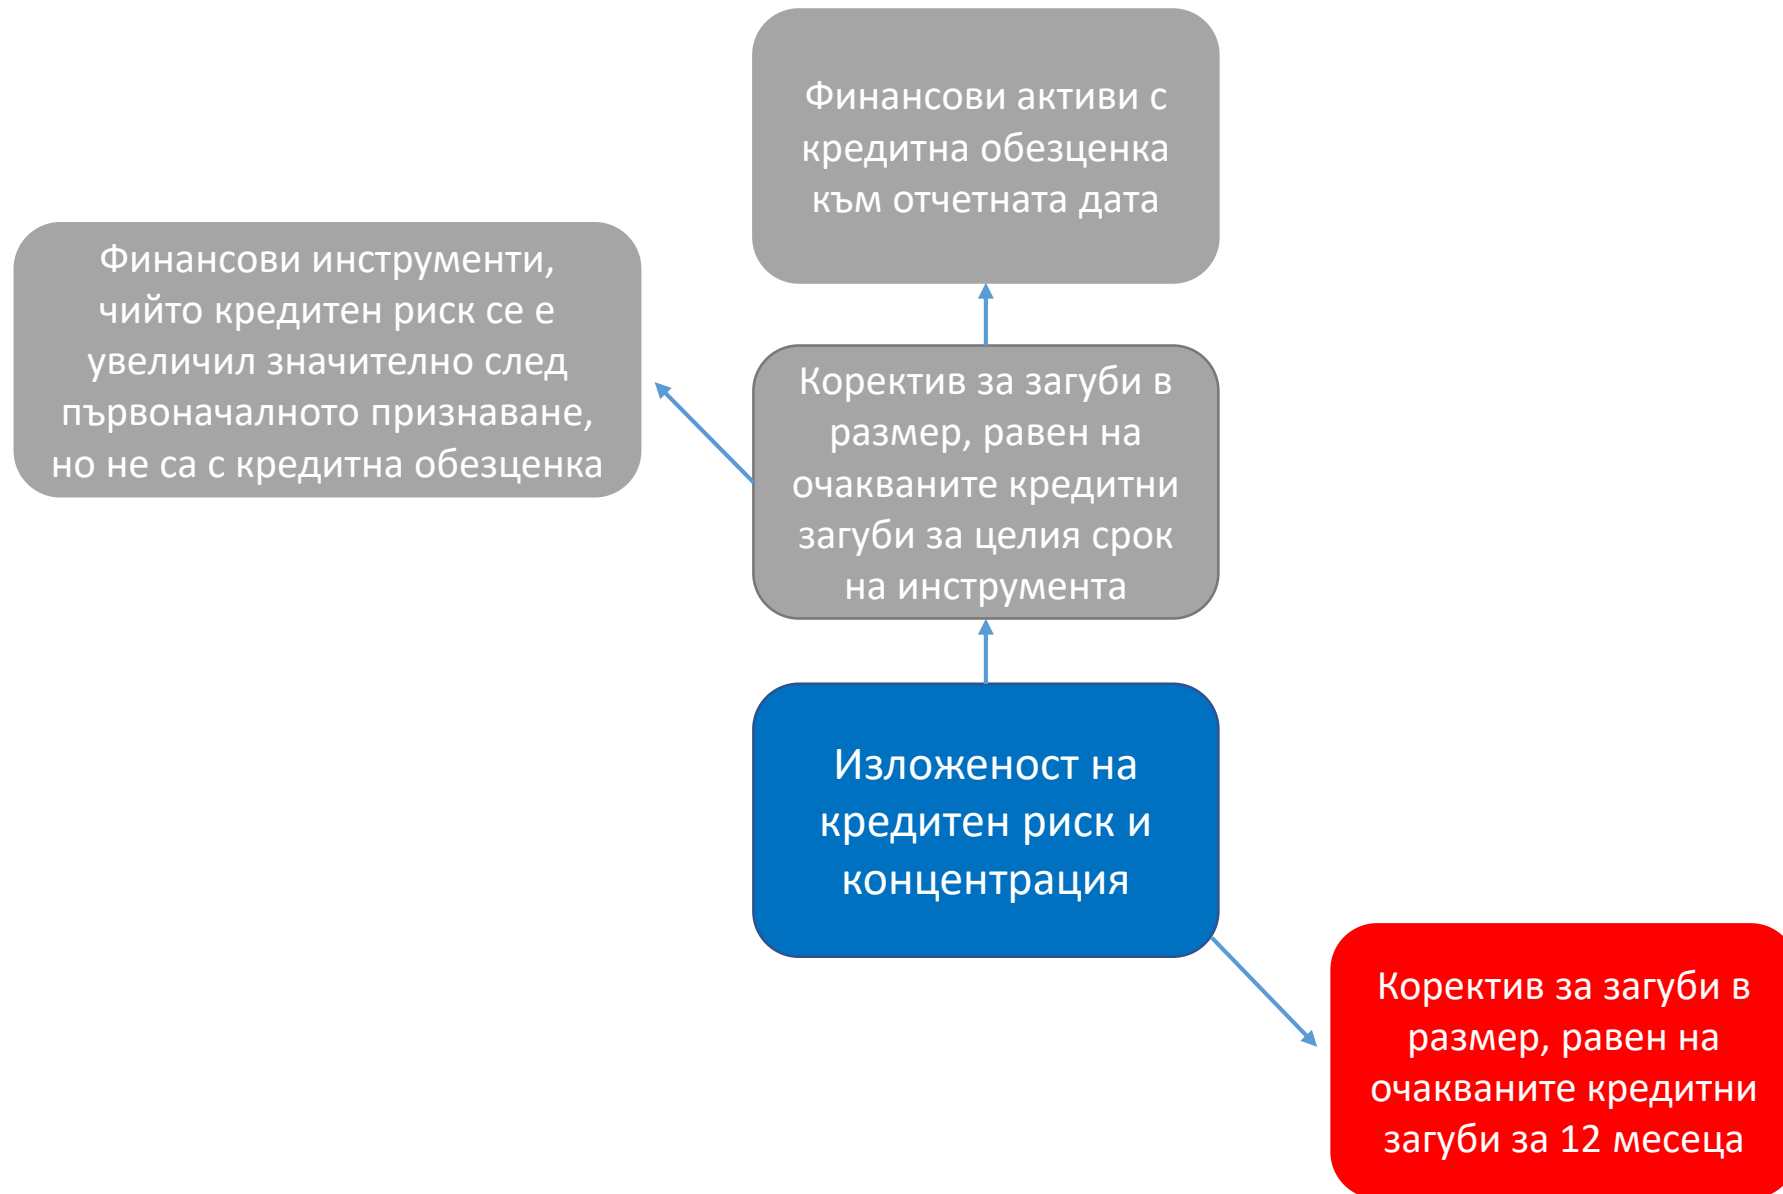 Финансови активи с
кредитна обезценка
към отчетната дата
Финансови инструменти,
чийто кредитен риск се е
увеличил значително след
първоначалното признаване,
но не са с кредитна обезценка
Коректив за загуби в
размер, равен на
очакваните кредитни
загуби за целия срок
на инструмента
Изложеност на
кредитен риск и
концентрация
Коректив за загуби в
размер, равен на
очакваните кредитни
загуби за 12 месеца